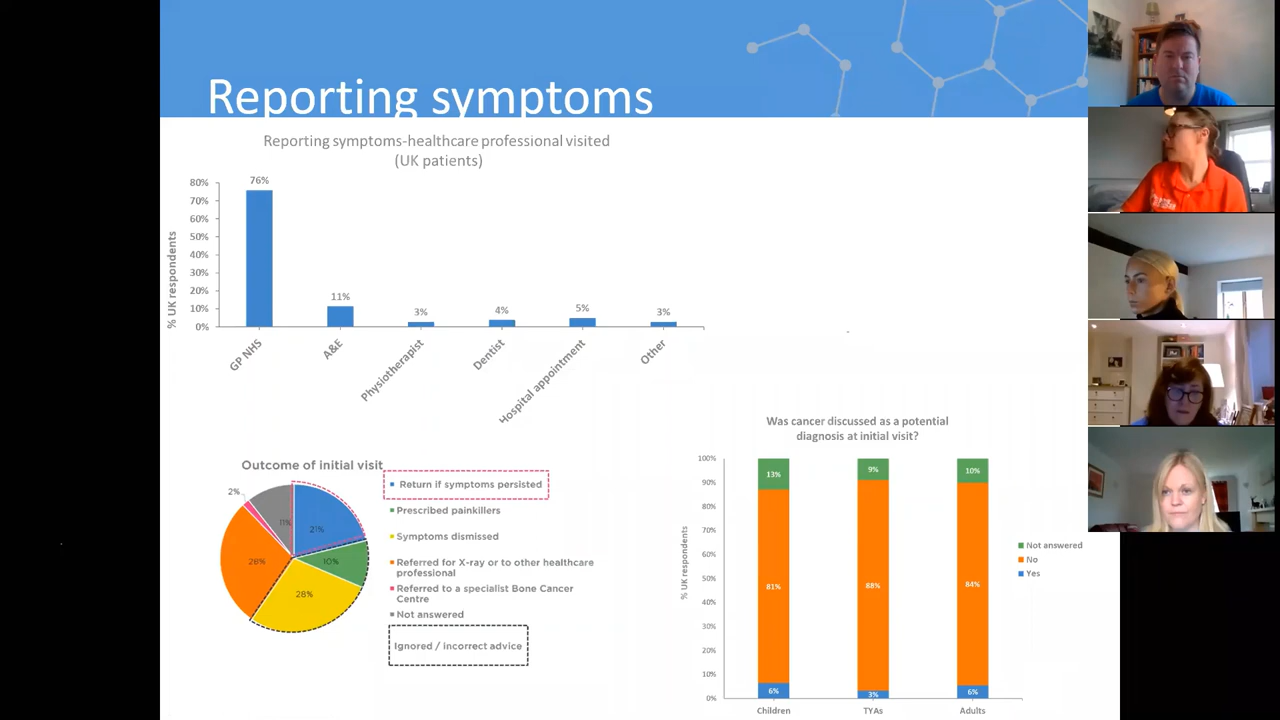 Reporting symptoms
Reporting symptoms-healthcare professional visited
(UK patients)
% UK respondents
80%
70%
60%
50%
40%
30%
20%
10%
0%
76%
11%
3%
4%
5%
3%
GP NHS
A&E
Physiotherapist
Dentist
Hospital appointment
Other
Outcome of initial visit
21%
10%
28%
26%
2%
11%
Return if symptoms persisted
Prescribed painkillers
Symptoms dismissed
Referred for X-ray or to other healthcare
professional
Referred to a specialist Bone Cancer
Centre
Not answered
Ignored / incorrect advice
Was cancer discussed as a potential
diagnosis at initial visit?
% UK respondents
100%
90%
80%
70%
60%
50%
40%
30%
20%
10%
0%
13%
81%
6%
9%
88%
3%
10%
84%
6%
Children
TYAs
Adults
Not answered
No
Yes